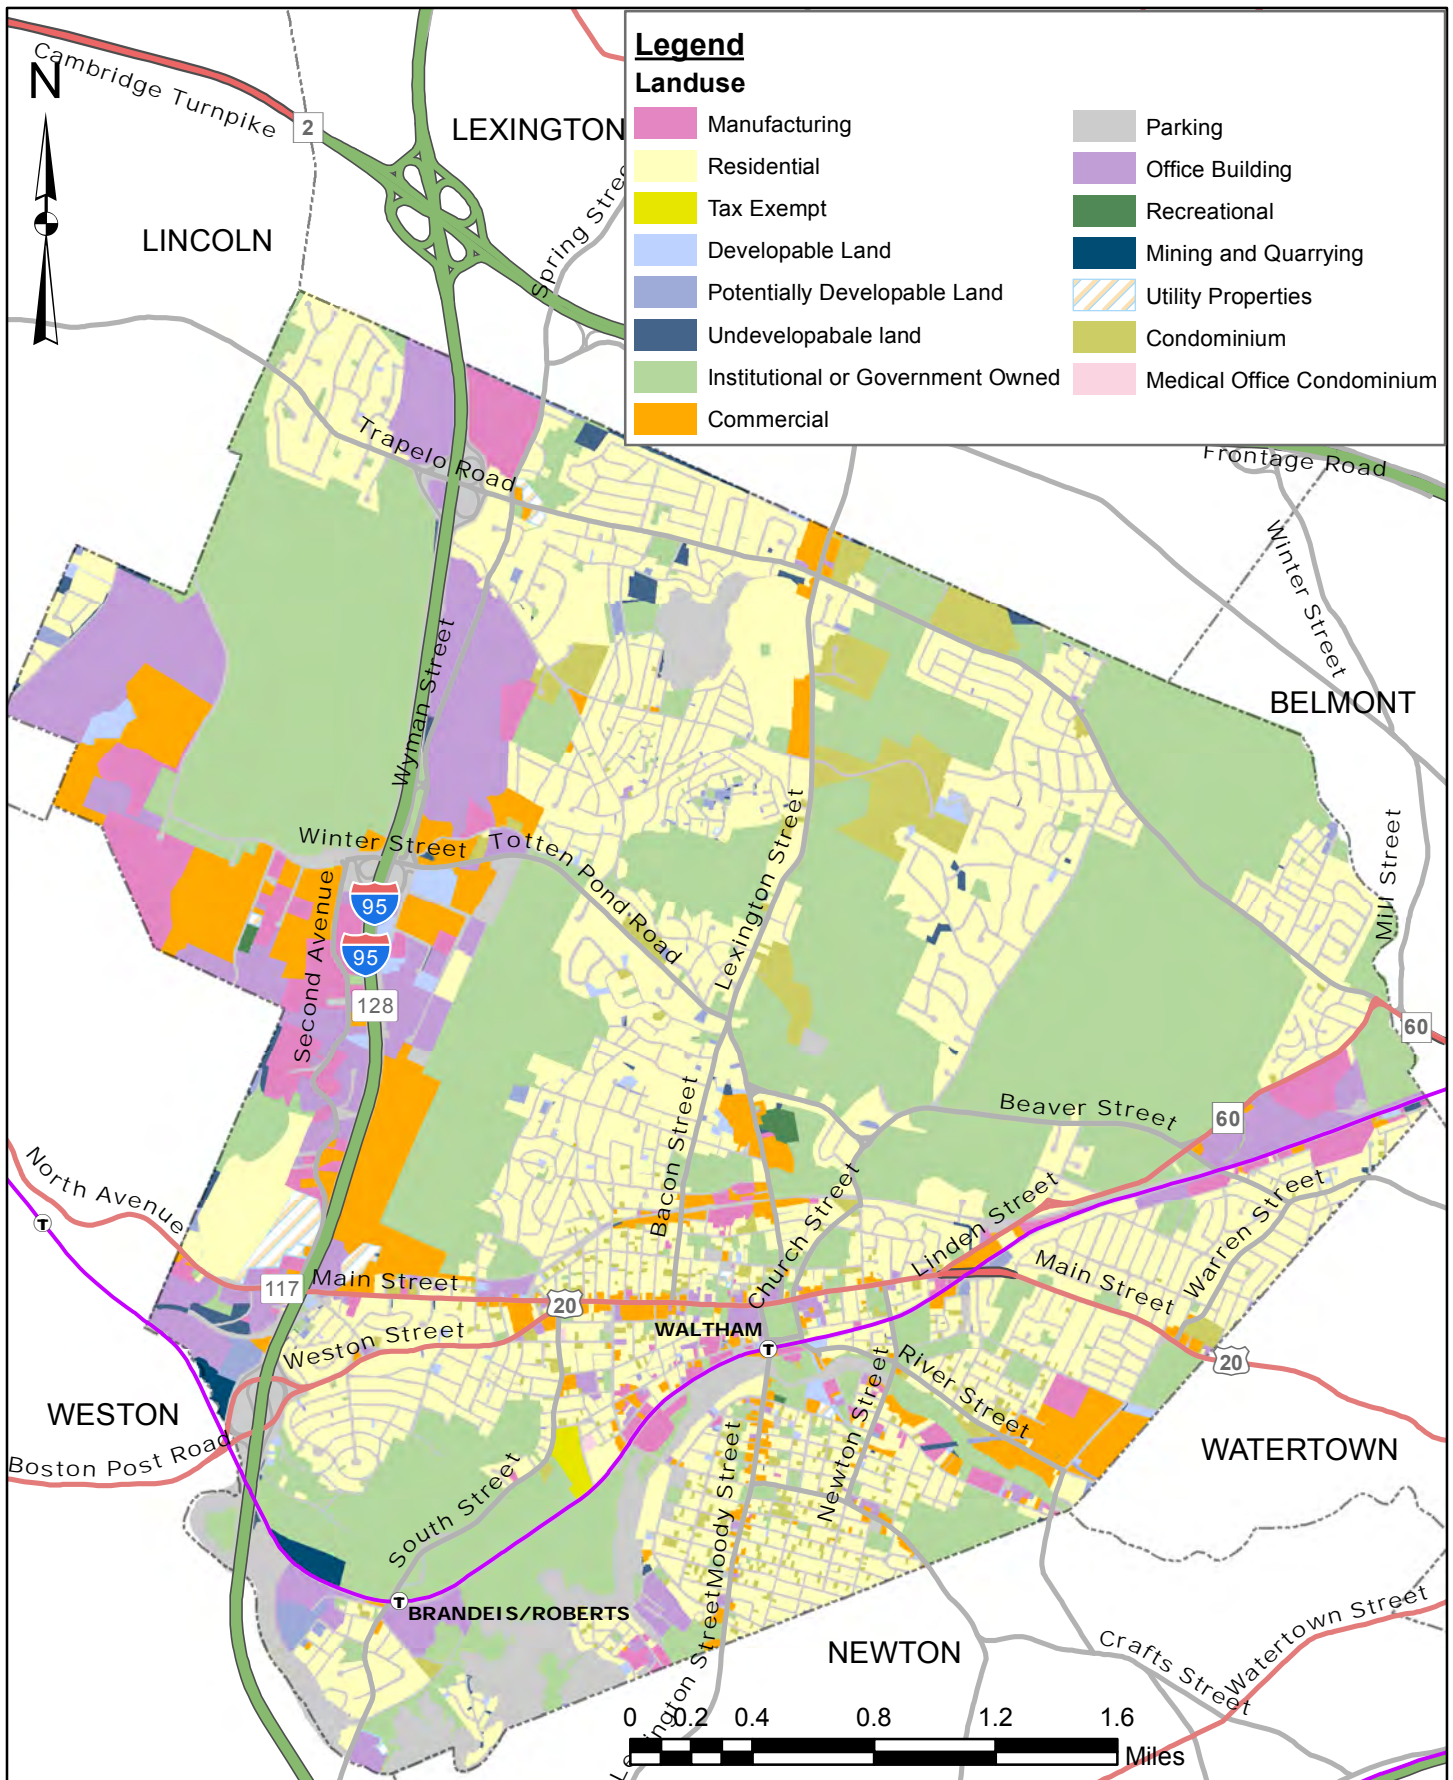 Cambridge Turnpike
N
2
LEXINGTON
Spring Stree
LINCOLN
Legend
Landuse
Manufacturing
Residential
Tax Exempt
Developable Land
Potentially Developable Land
Undevelopabale land
Institutional or Government Owned
Commercial
Parking
Office Building
Recreational
Mining and Quarrying
Utility Properties
Condominium
Medical Office Condominium
Trapelo Road
Frontage Road
Winter Street
BELMONT
Wyman Street
Winter Street
Totten Pond Road
Lexington Street
Mill Street
95
95
128
Second Avenue
60
Beaver Street
60
Bacon Street
Church Street
North Avenue
Linden Street
Warren Street
117
Main Street
Main Street
20
Weston Street
WALTHAM
T
T
River Street
20
WESTON
Boston Post Road
South Street
Newton Street
Moody Street
WATERTOWN
T
BRANDEIS/ROBERTS
Lexington Street
NEWTON
Crafts Street
Watertown Street
0 0.2 0.4 0.8 1.2 1.6
Miles